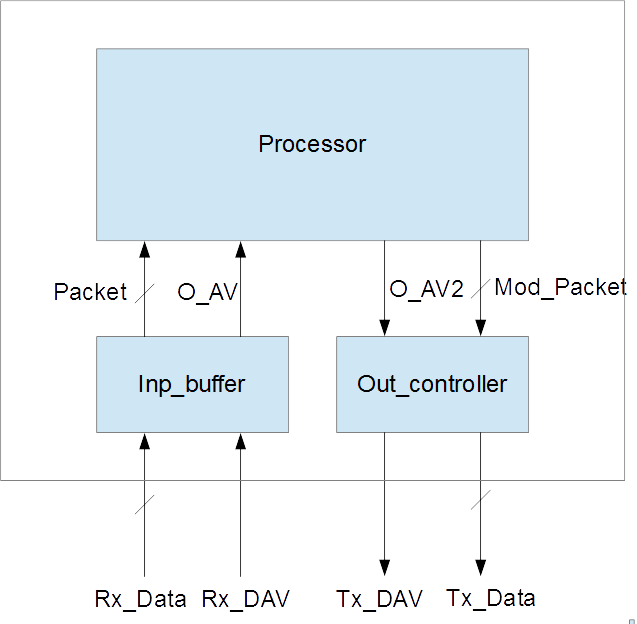 Processor
Packet
O_AV
O_AV2
Mod_Packet
Inp_buffer
Out_controller
Rx_Data
Rx_DAV
Tx_DAV
Tx_Data